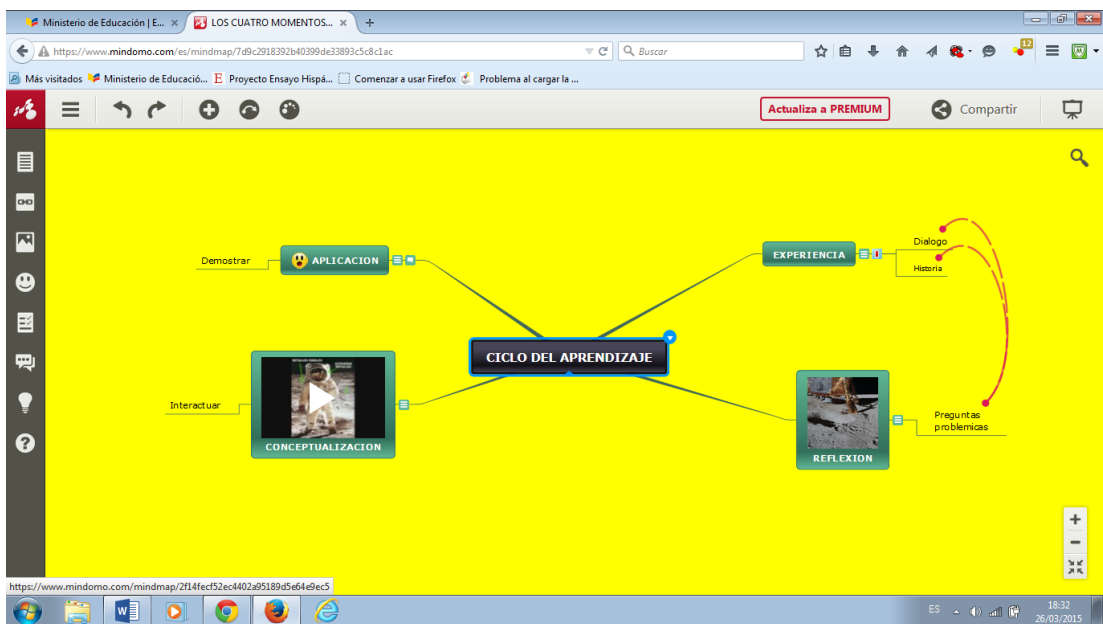 Ministerio de Educación | E... × LOS CUATRO MOMENTOS... × +
https://www.mindomo.com/es/mindmap/7d9c2918392b40399de33893c5c8c1ac Buscar 12
Más visitados Ministerio de Educació... Proyecto Ensayo Hispá... Comenzar a usar Firefox Problema al cargar la ...
Actualiza a PREMIUM Compartir
Demostrar
APLICACION
EXPERIENCIA
Dialogo
Historia
CICLO DEL APRENDIZAJE
Interactuar
CONCEPTUALIZACION
Preguntas
problemicas
REFLEXION
https://www.mindomo.com/mindmap/2f14fecf52ec4402a95189d5e64e9ec5
ES 18:32
26/03/2015